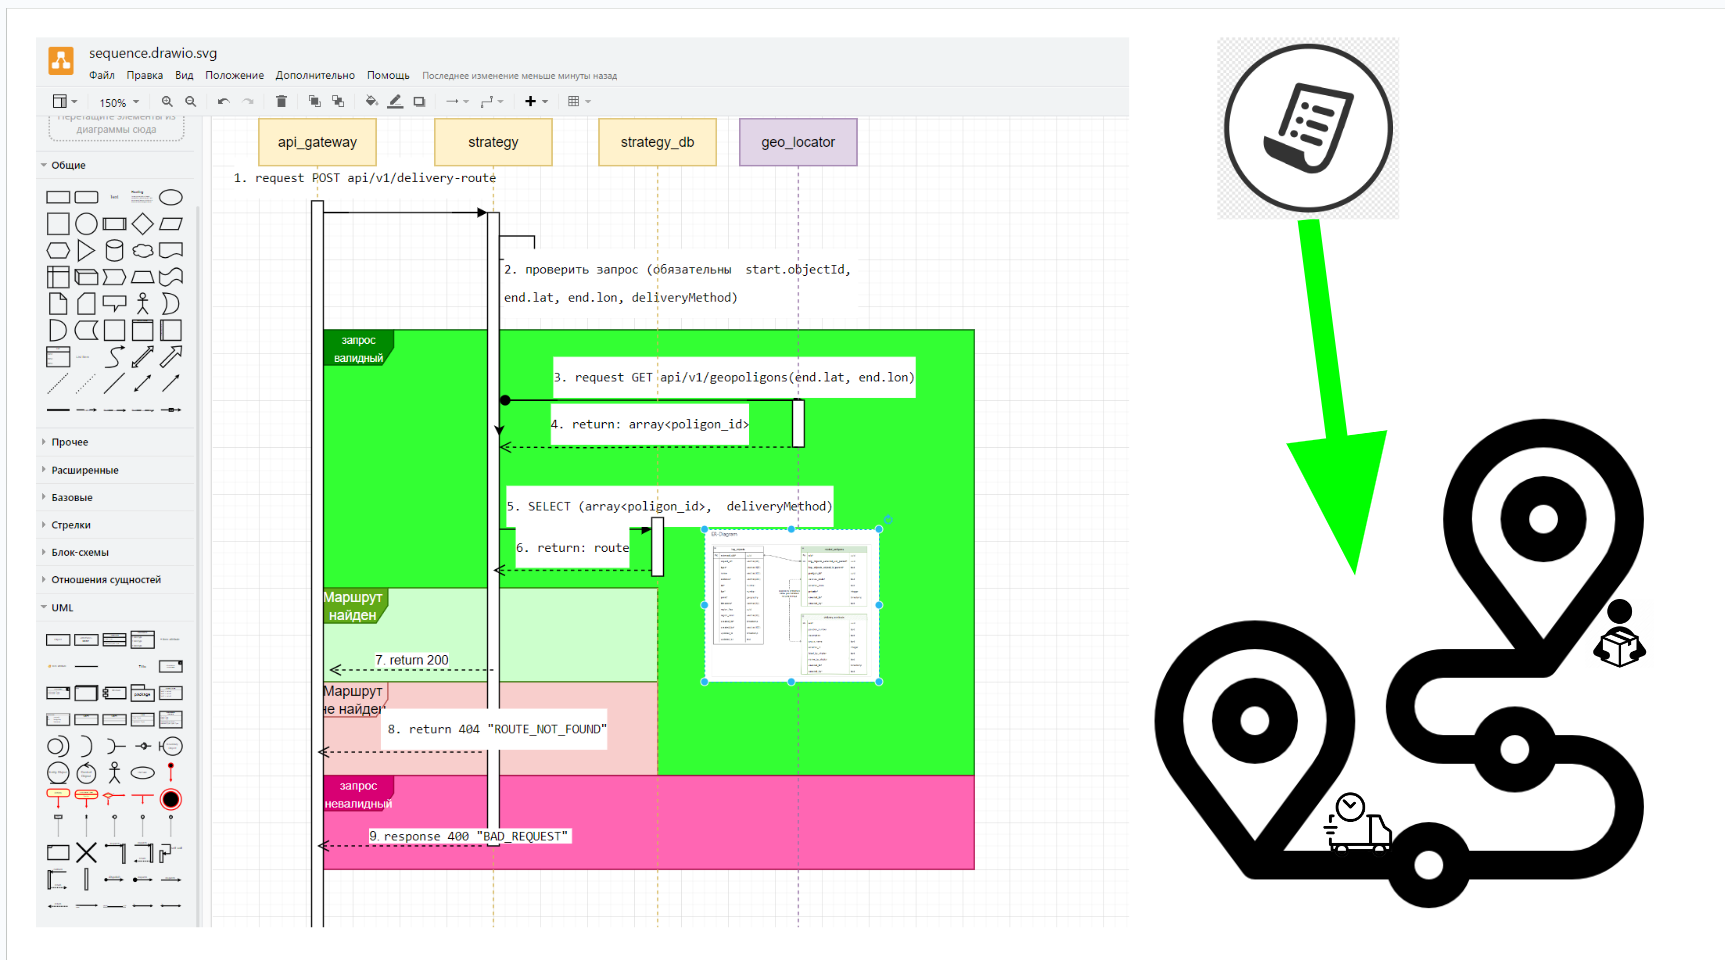 sequence.drawio.svg
Файл Правка Вид Положение Дополнительно Помощь Последнее изменение меньше минуты назад
150%
Перетащите элементы из
диаграммы сюда
Общие
Прочее
Расширенные
Базовые
Стрелки
Блок-схемы
Отношения сущностей
UML
package
api_gateway
strategy
strategy_db
geo_locator
1. request POST api/v1/delivery-route
2. проверить запрос (обязательны start.objectId,
end.lat, end.lon, deliveryMethod)
запрос
валидный
3. request GET api/v1/geopoligons(end.lat, end.lon)
4. return: array<poligon_id>
5. SELECT (array<poligon_id>, deliveryMethod)
6. return: route
Маршрут
найден
7. return 200
Маршрут
не найден
8. return 404 "ROUTE_NOT_FOUND"
запрос
невалидный
9. response 400 "BAD_REQUEST"